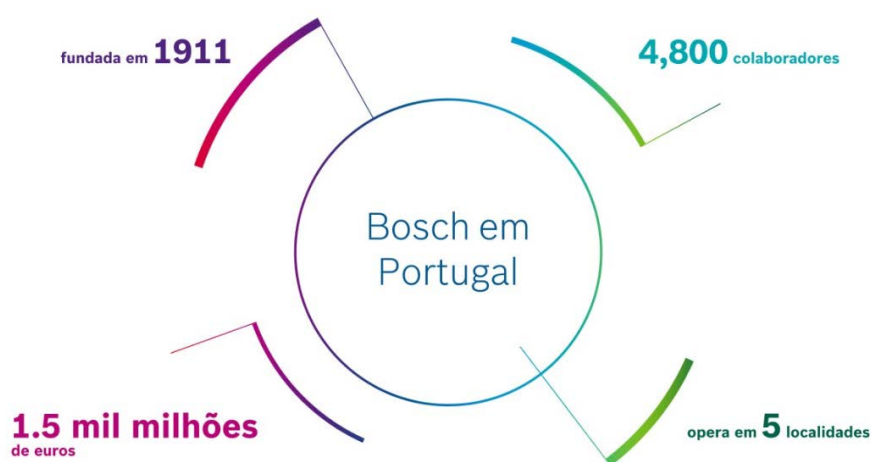 fundada em 1911
4,800 colaboradores
Bosch em
Portugal
1.5 mil milhões
de euros
opera em 5 localidades